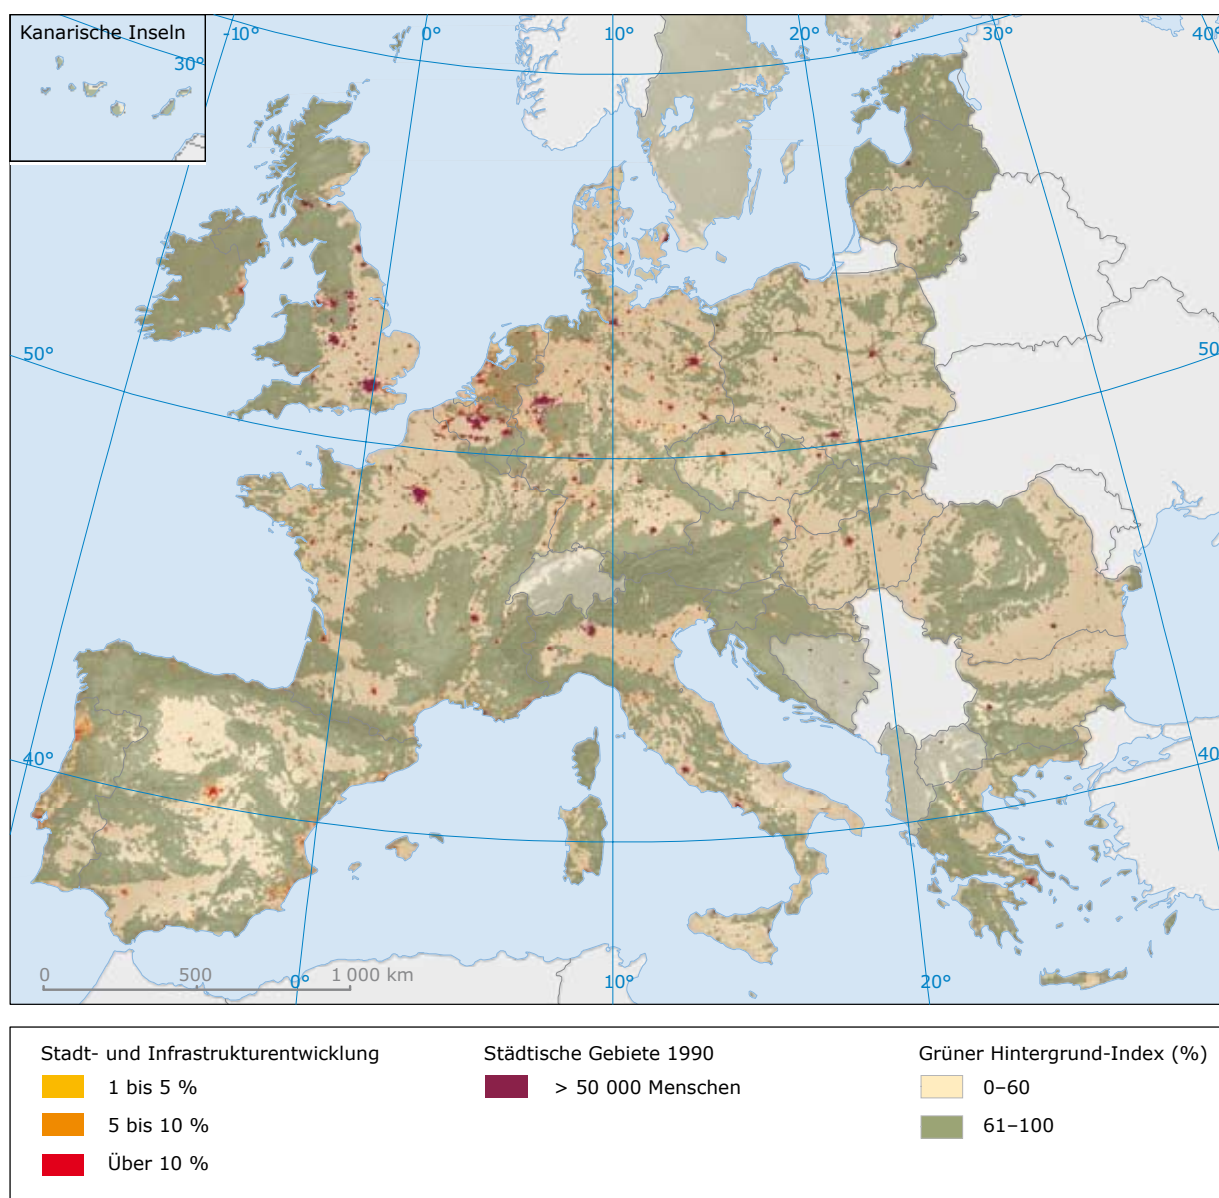 Kanarische Inseln
-10°
0°
10°
20°
30°
40°
30°
50°
50°
40°
40°
0
500
1 000 km
0°
10°
20°
Stadt- und Infrastrukturentwicklung
1 bis 5 %
5 bis 10 %
Über 10 %
Städtische Gebiete 1990
> 50 000 Menschen
Grüner Hintergrund-Index (%)
0–60
61–100